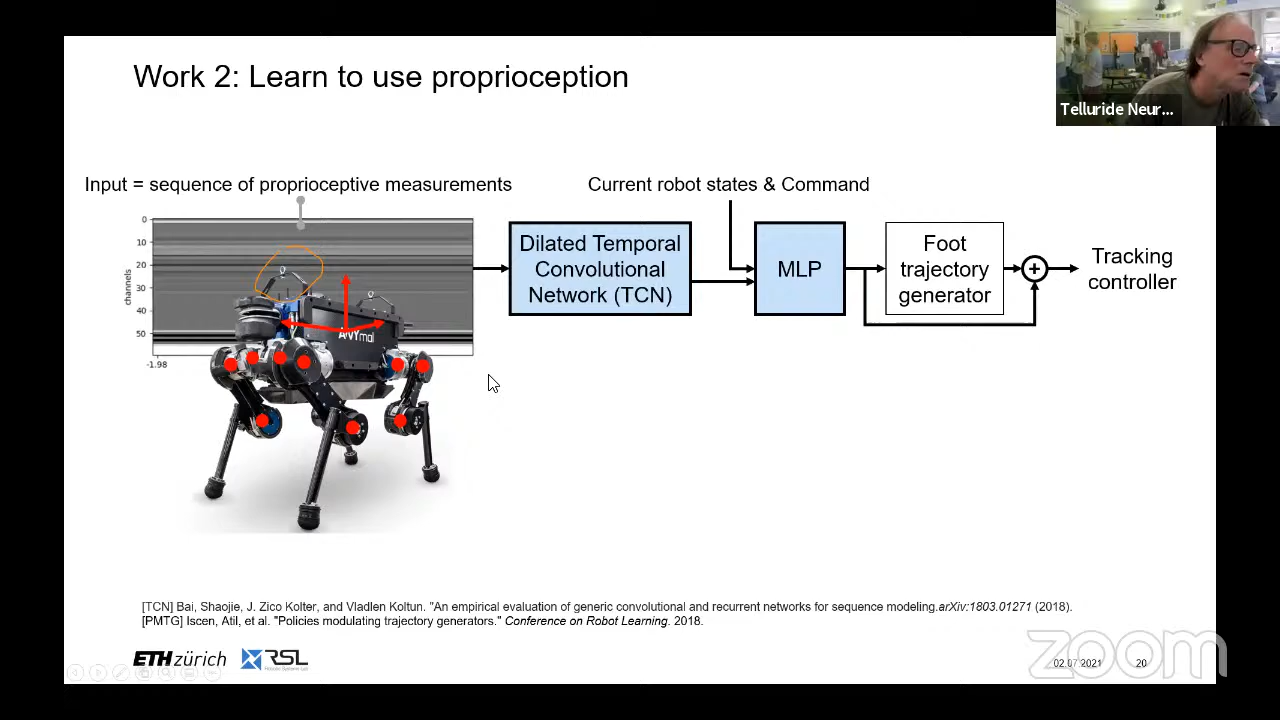 Work 2: Learn to use proprioception
Telluride Neur...
Input = sequence of proprioceptive measurements
Current robot states & Command
0
10
20
30
40
50
channels
-1.98
ANYmal
Dilated Temporal
Convolutional
Network (TCN)
MLP
Foot
trajectory
generator
Tracking
controller
[TCN] Bai, Shaojie, J. Zico Kolter, and Vladlen Koltun. "An empirical evaluation of generic convolutional and recurrent networks for sequence modeling.arXiv:1803.01271 (2018).
[PMTG] Iscen, Atil, et al. "Policies modulating trajectory generators." Conference on Robot Learning. 2018.
ETH zürich
RSL
02.07.2021
20
zoom